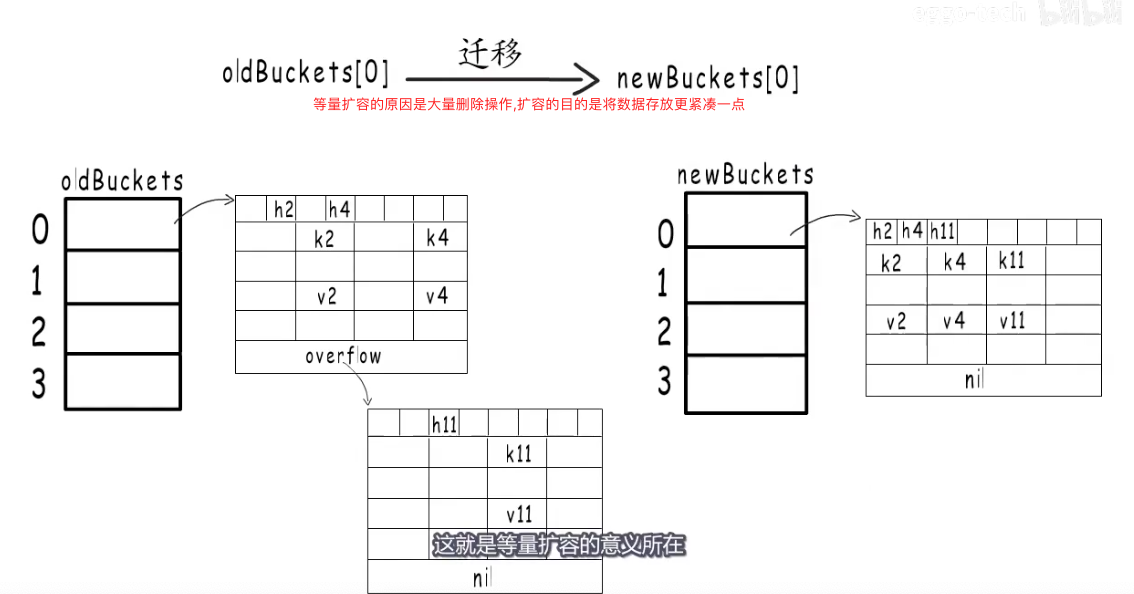 eggo-tech bilibili
oldBuckets[0] 迁移 newBuckets[0]
等量扩容的原因是大量删除操作,扩容的目的是将数据存放更紧凑一点
oldBuckets
0
1
2
3
h2 h4
k2 k4
v2 v4
overflow
h11
k11
v11
nil
newBuckets
0
1
2
3
h2 h4 h11
k2 k4 k11
v2 v4 v11
nil
这就是等量扩容的意义所在